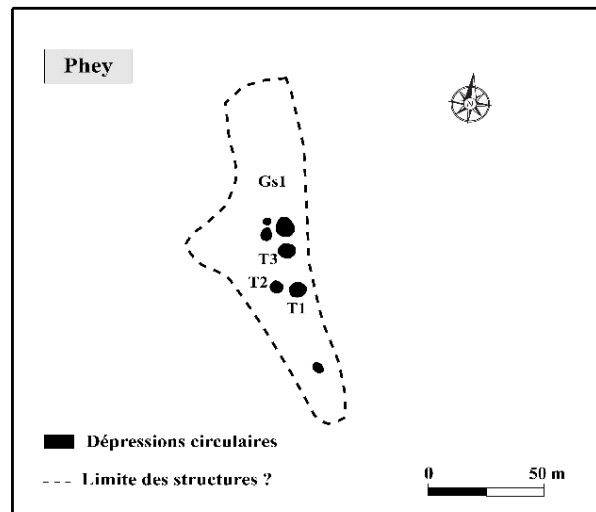 Phey
N
Gs1
T3
T2
T1
Dépressions circulaires
Limite des structures ?
0 50 m